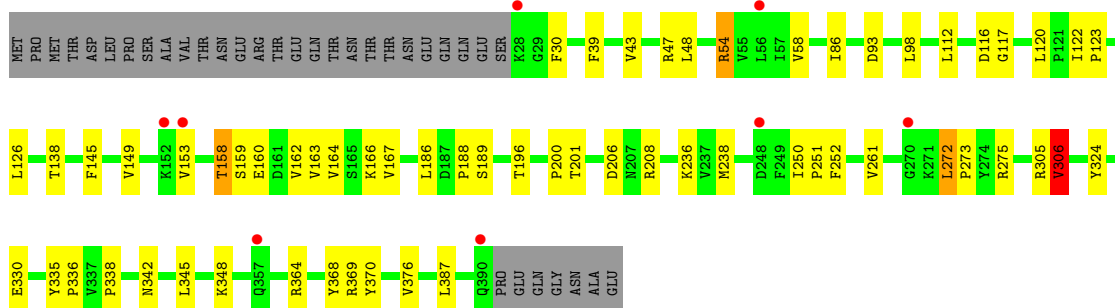 MET PRO MET THR ASP LEU PRO SER ALA VAL THR ASN GLU ARG THR GLU GLN THR ASN THR THR ASN GLU GLN GLN GLU SER K28 G29 F30 F39 V43 R47 L48 R54 V55 L56 I57 V58 I86 D93 L98 L112 D116 G117 L120 P121 I122 P123
L126 T138 F145 V149 K152 V153 T158 S159 E160 D161 V162 V163 V164 S165 K166 V167 L186 D187 P188 S189 T196 P200 T201 D206 N207 R208 K236 V237 M238 D248 F249 I250 P251 F252 V261 G270 K271 L272 P273 Y274 R275 R305 V306 Y324
E330 Y335 P336 V337 P338 N342 L345 K348 Q357 R364 Y368 R369 Y370 V376 L387 Q390 PRO GLU GLN GLY ASN ALA GLU